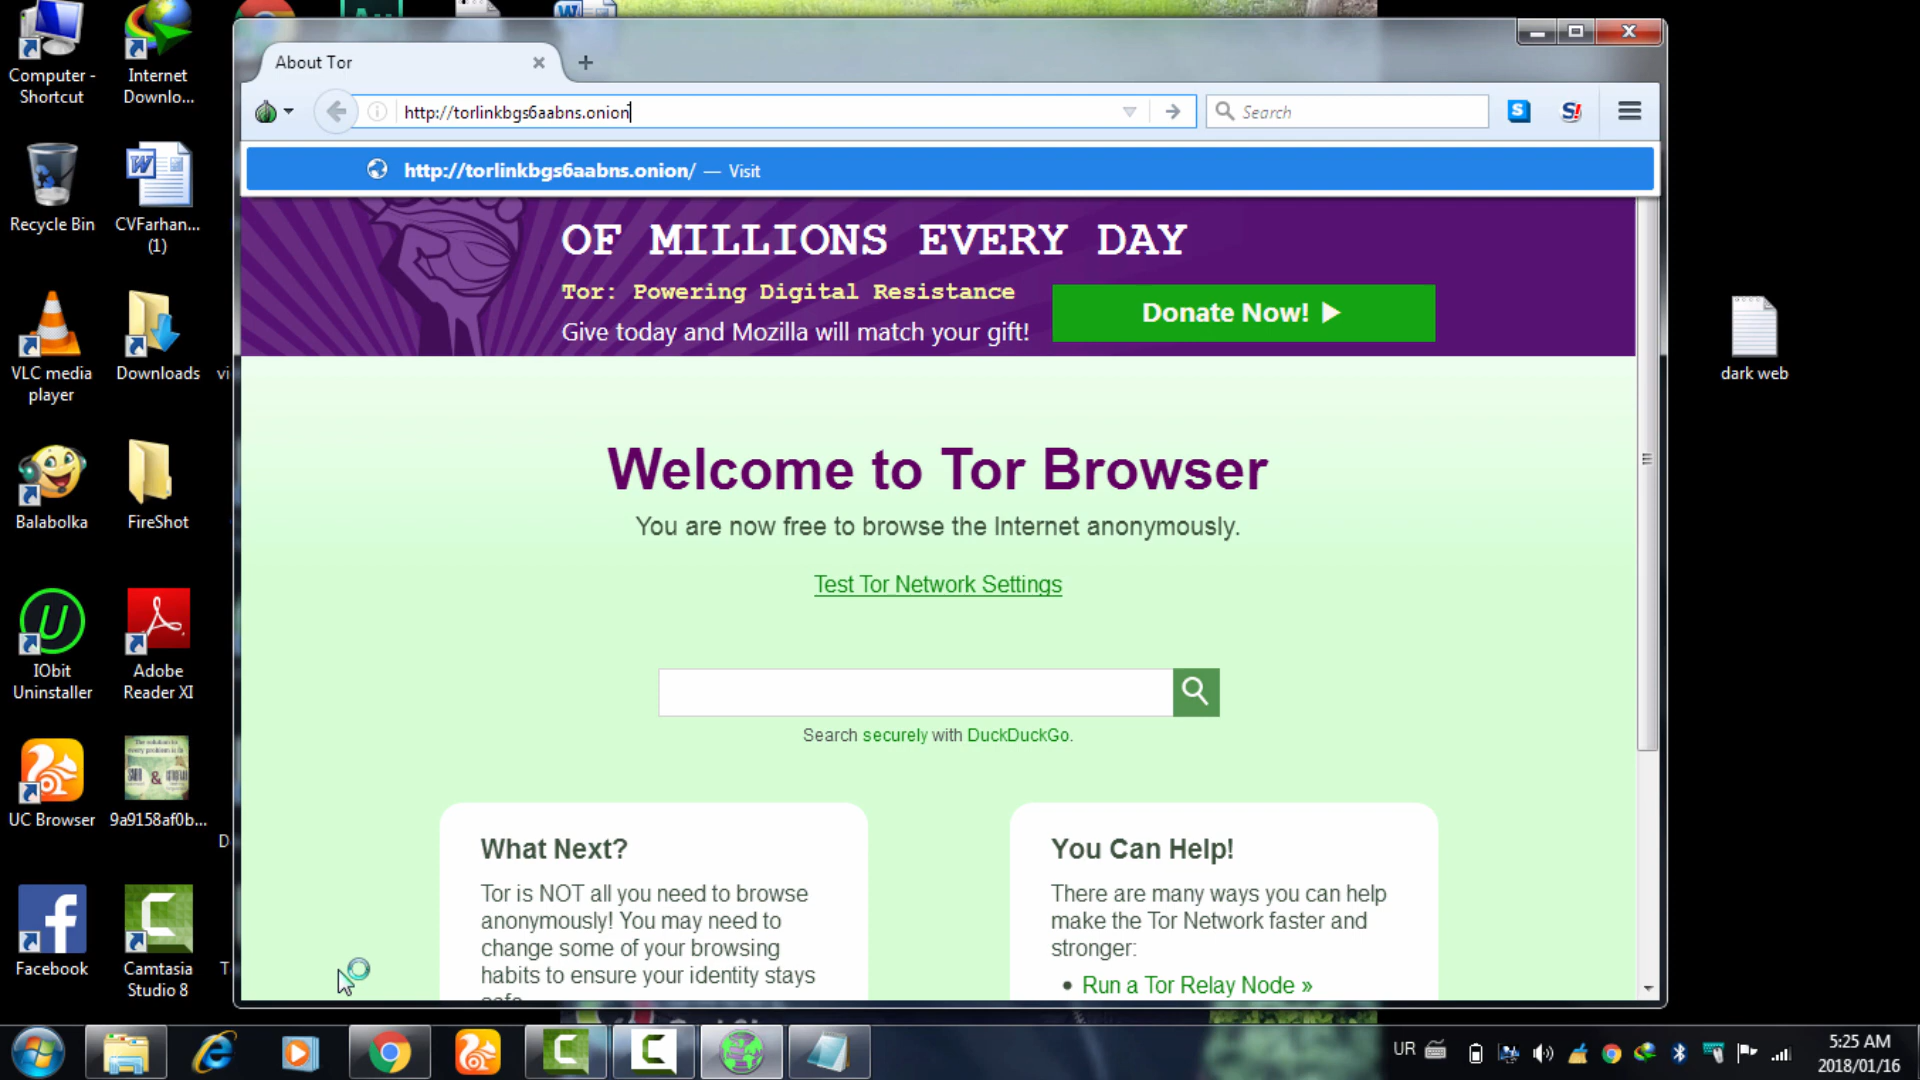 Computer -
Shortcut
Internet
Downlo...
Recycle Bin
CVFarhan...
(1)
VLC media
player
Downloads
vi
Balabolka
FireShot
IObit
Uninstaller
Adobe
Reader XI
UC Browser
9a9158af0b...
D
Facebook
Camtasia
Studio 8
T
About Tor
http://torlinkbgs6aabns.onion
Search
http://torlinkbgs6aabns.onion/ — Visit
OF MILLIONS EVERY DAY
Tor: Powering Digital Resistance
Give today and Mozilla will match your gift!
Donate Now!
Welcome to Tor Browser
You are now free to browse the Internet anonymously.
Test Tor Network Settings
Search securely with DuckDuckGo.
What Next?
Tor is NOT all you need to browse
anonymously! You may need to
change some of your browsing
habits to ensure your identity stays
safe.
You Can Help!
There are many ways you can help
make the Tor Network faster and
stronger:
• Run a Tor Relay Node »
dark web
UR
5:25 AM
2018/01/16